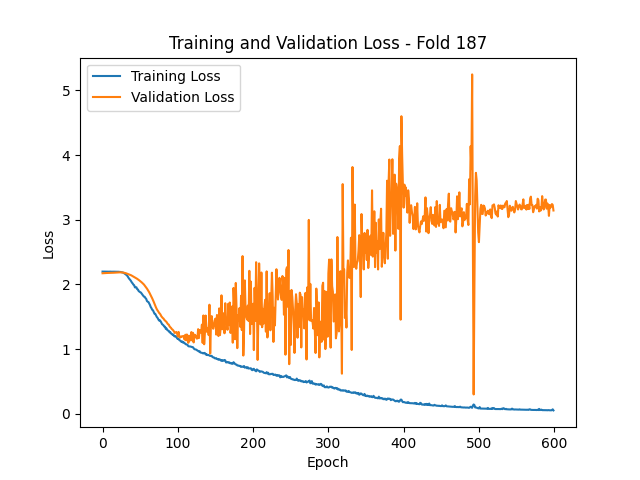 Training and Validation Loss - Fold 187
Training Loss
Validation Loss
5
4
3
2
1
0
Loss
0 100 200 300 400 500 600
Epoch